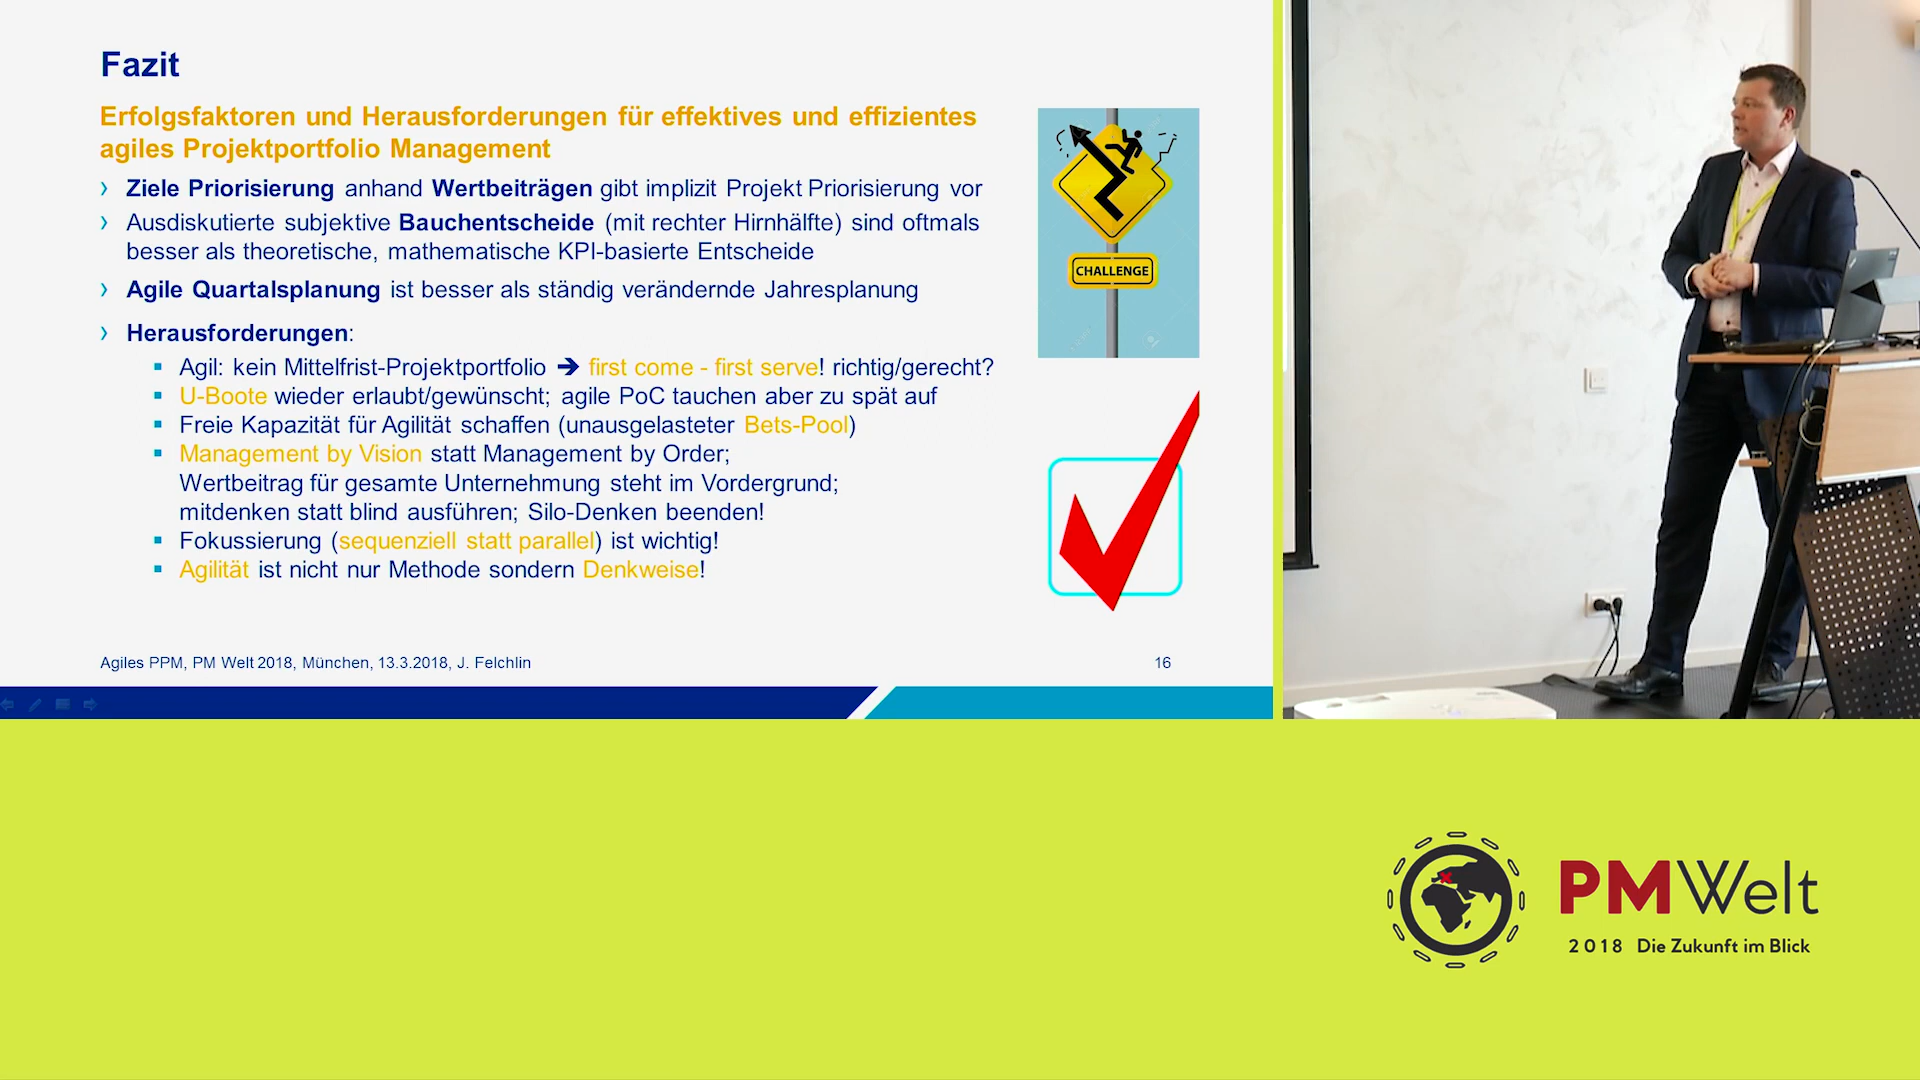 Fazit
Erfolgsfaktoren und Herausforderungen für effektives und effizientes
agiles Projektportfolio Management
› Ziele Priorisierung anhand Wertbeiträgen gibt implizit Projekt Priorisierung vor
› Ausdiskutierte subjektive Bauchentscheide (mit rechter Hirnhälfte) sind oftmals
besser als theoretische, mathematische KPI-basierte Entscheide
› Agile Quartalsplanung ist besser als ständig verändernde Jahresplanung
› Herausforderungen:
▪ Agil: kein Mittelfrist-Projektportfolio ➔ first come - first serve! richtig/gerecht?
▪ U-Boote wieder erlaubt/gewünscht; agile PoC tauchen aber zu spät auf
▪ Freie Kapazität für Agilität schaffen (unausgelasteter Bets-Pool)
▪ Management by Vision statt Management by Order;
Wertbeitrag für gesamte Unternehmung steht im Vordergrund;
mitdenken statt blind ausführen; Silo-Denken beenden!
▪ Fokussierung (sequenziell statt parallel) ist wichtig!
▪ Agilität ist nicht nur Methode sondern Denkweise!
CHALLENGE
Agiles PPM, PM Welt 2018, München, 13.3.2018, J. Felchlin
16
PMWelt
2018 Die Zukunft im Blick